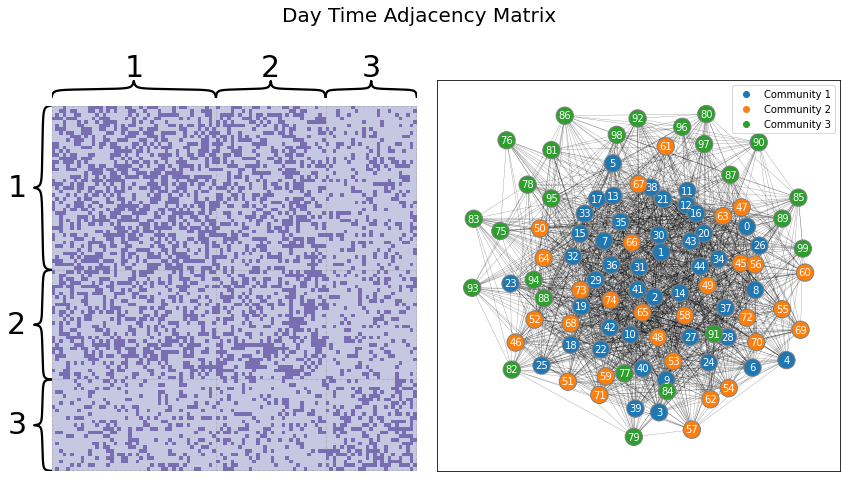 Day Time Adjacency Matrix
1 2 3
1
2
3
Community 1
Community 2
Community 3
86 92 80
76 98 96 97 90
81 61
5 87
78 67 38 11
95 17 13 21 12 85
83 33 35 16 63 47 89
75 50 15 7 66 30 43 20 0 26
64 32 36 31 1 44 34 45 56 99
93 23 94 29 41 2 14 49 8 60
88 73 74
52 19 65 58 37 72 55
46 68 42 10 48 27 91 28 70 69
82 25 18 22 53 24 6 4
51 59 77 40 9
71 84 62 54
39 3
79 57